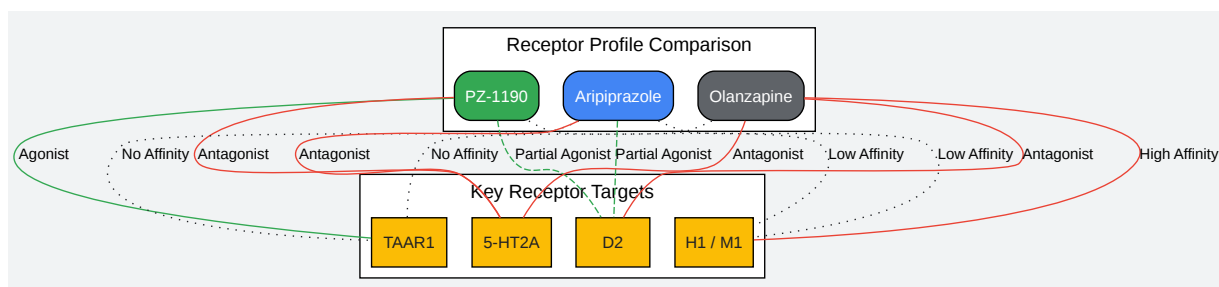 Receptor Profile Comparison
PZ-1190
Aripiprazole
Olanzapine
Agonist
No Affinity
Antagonist
Antagonist
No Affinity
Partial Agonist
Partial Agonist
Antagonist
Low Affinity
Low Affinity
Antagonist
High Affinity
Key Receptor Targets
TAAR1
5-HT2A
D2
H1 / M1